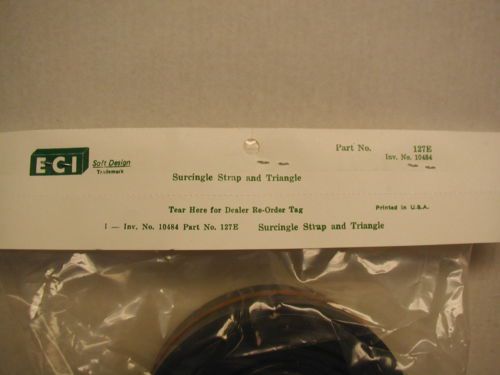 E·C·I
Soft Design
Trademark
Part No. 127E
Inv. No. 10484
Surcingle Strap and Triangle
Tear Here for Dealer Re-Order Tag
Printed in U.S.A.
1 — Inv. No. 10484 Part No. 127E Surcingle Strap and Triangle